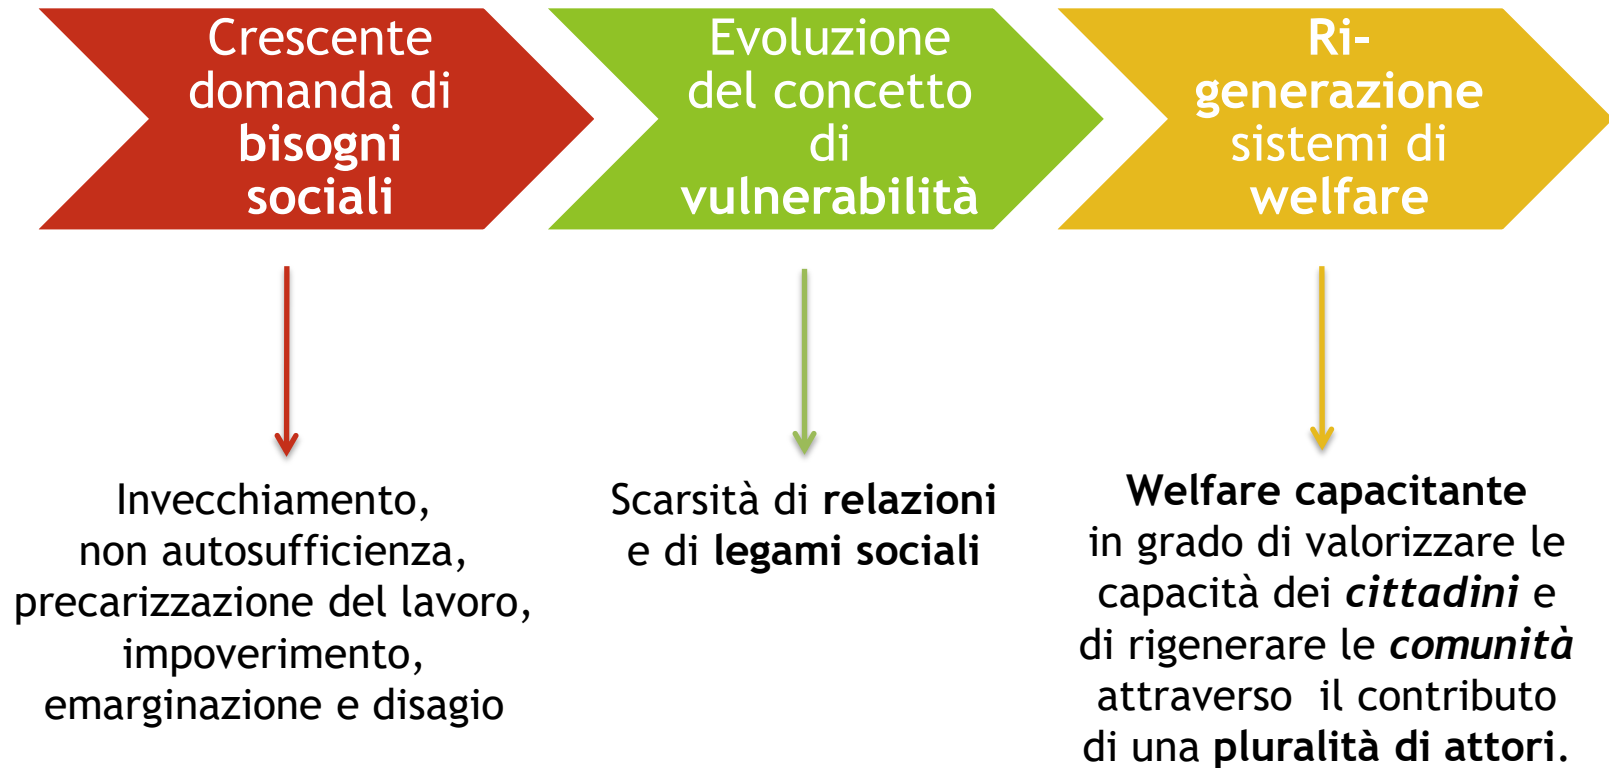 Crescente
domanda di
bisogni
sociali
Evoluzione
del concetto
di
vulnerabilità
Ri-
generazione
sistemi di
welfare
Invecchiamento,
non autosufficienza,
precarizzazione del lavoro,
impoverimento,
emarginazione e disagio
Scarsità di relazioni
e di legami sociali
Welfare capacitante
in grado di valorizzare le
capacità dei cittadini e
di rigenerare le comunità
attraverso il contributo
di una pluralità di attori.